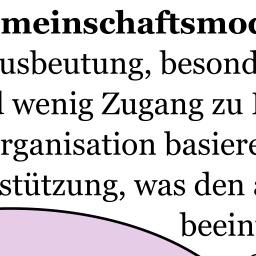 meinschaftsmod
usbeutung, besond
wenig Zugang zu
rganisation basiere
stützung, was den a
beein